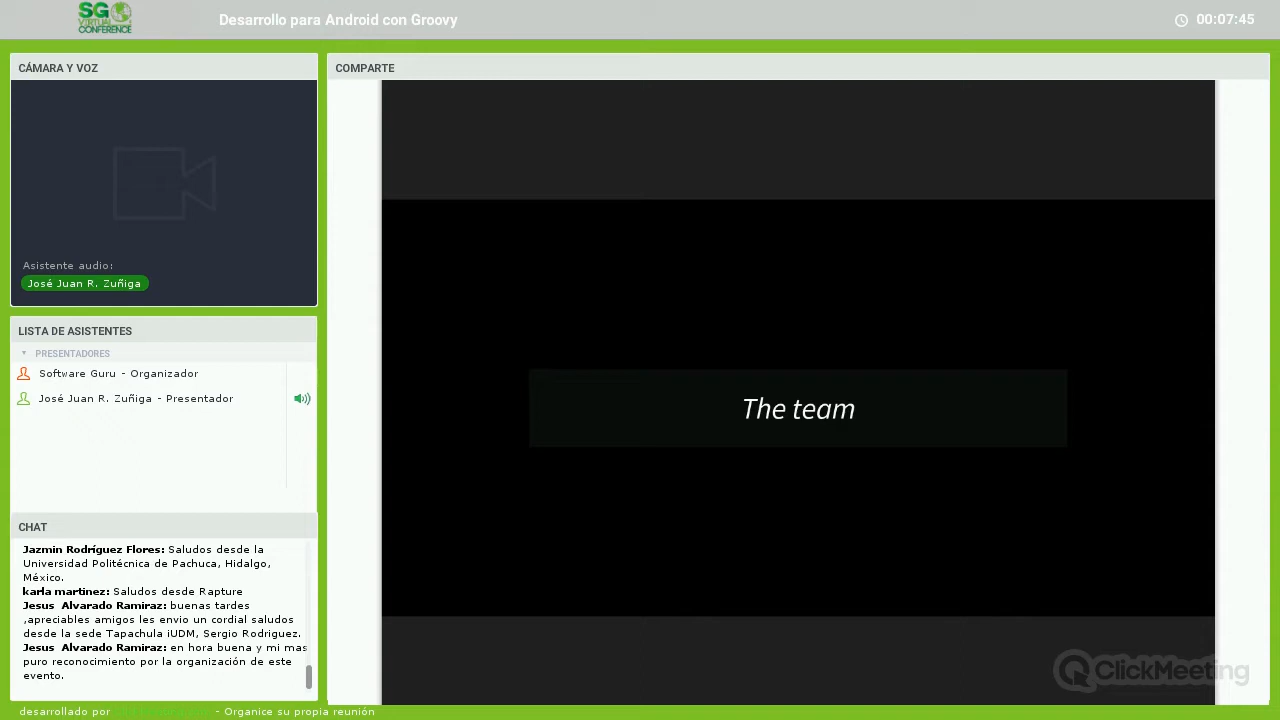 SG
VIRTUAL
CONFERENCE
Desarrollo para Android con Groovy
00:07:45
CÁMARA Y VOZ
Asistente audio:
José Juan R. Zuñiga
LISTA DE ASISTENTES
PRESENTADORES
Software Guru - Organizador
José Juan R. Zuñiga - Presentador
CHAT
Jazmin Rodríguez Flores: Saludos desde la
Universidad Politécnica de Pachuca, Hidalgo,
México.
karla martinez: Saludos desde Rapture
Jesus Alvarado Ramiraz: buenas tardes
,apreciables amigos les envio un cordial saludos
desde la sede Tapachula iUDM, Sergio Rodriguez.
Jesus Alvarado Ramiraz: en hora buena y mi mas
puro reconocimiento por la organización de este
evento.
desarrollado por
- Organice su propia reunión
COMPARTE
The team
ClickMeeting